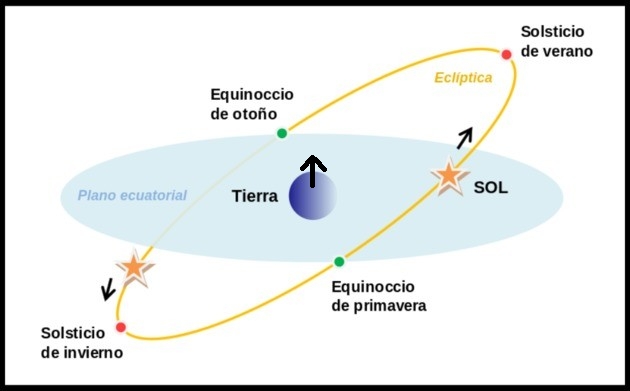 Solsticio
de verano
Eclíptica
Equinoccio
de otoño
Plano ecuatorial
Tierra
SOL
Equinoccio
de primavera
Solsticio
de invierno